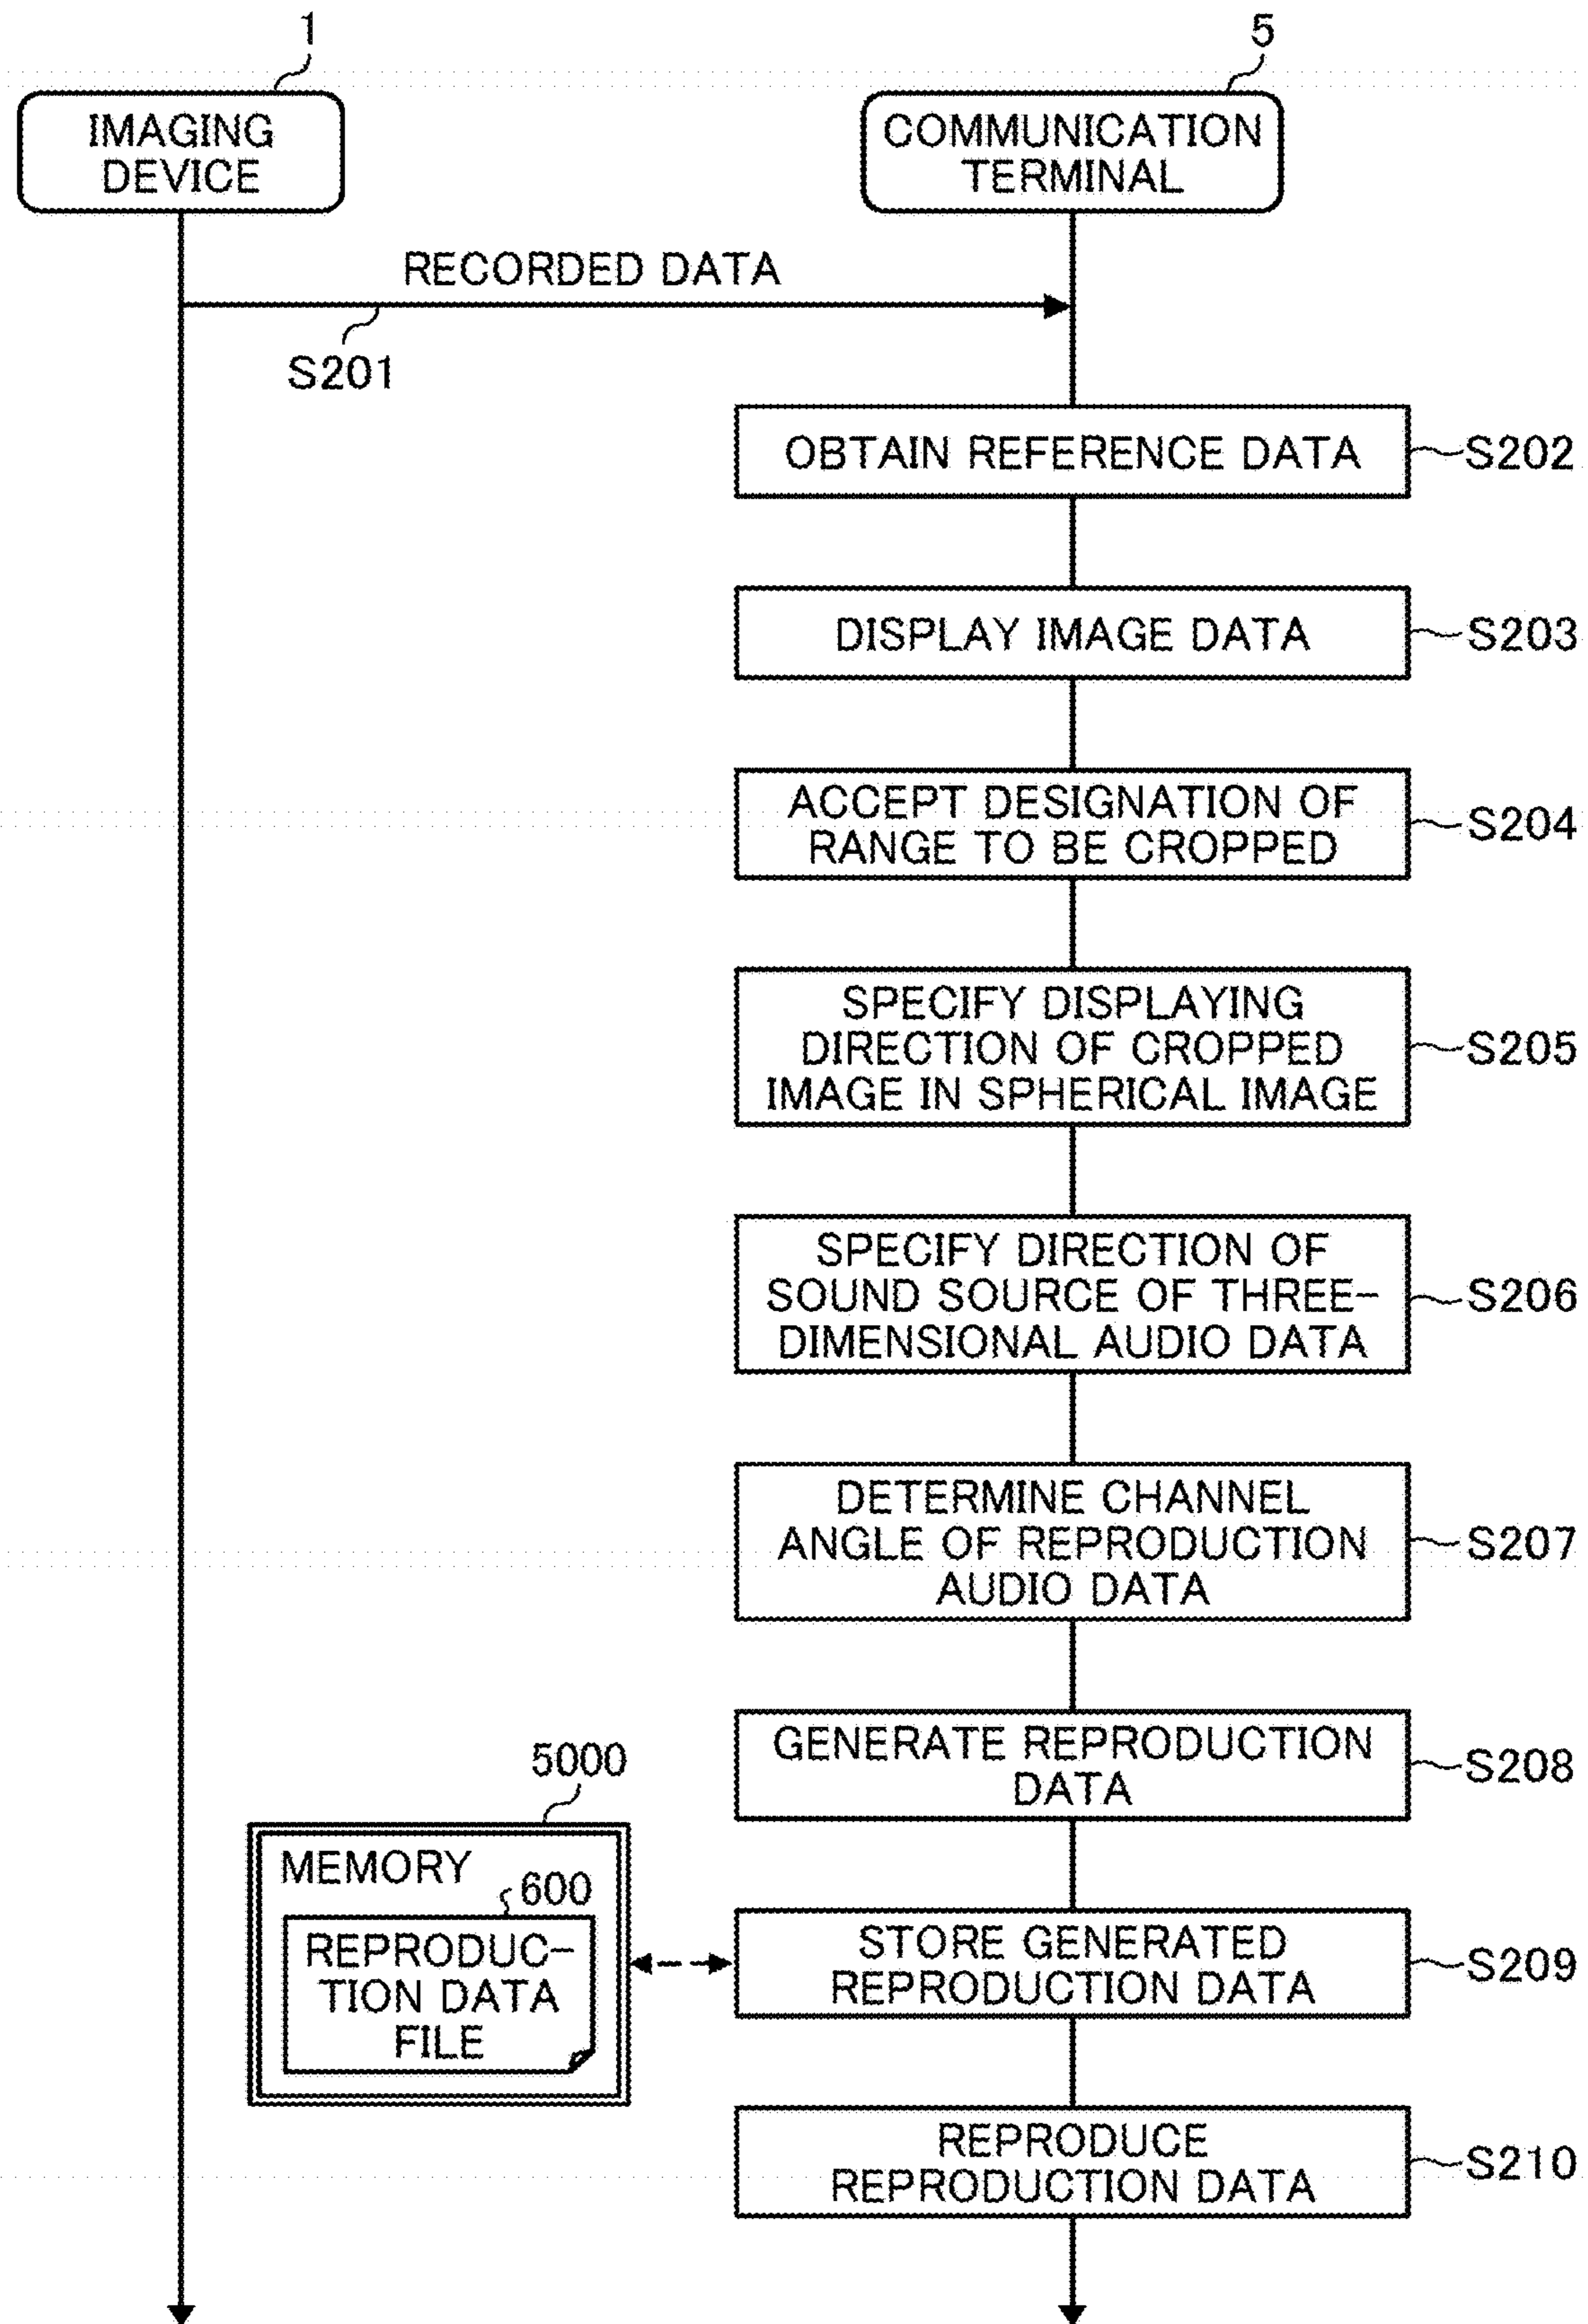 1
5
IMAGING
DEVICE
COMMUNICATION
TERMINAL
RECORDED DATA
S201
OBTAIN REFERENCE DATA
S202
DISPLAY IMAGE DATA
S203
ACCEPT DESIGNATION OF
RANGE TO BE CROPPED
S204
SPECIFY DISPLAYING
DIRECTION OF CROPPED
IMAGE IN SPHERICAL IMAGE
S205
SPECIFY DIRECTION OF
SOUND SOURCE OF THREE-
DIMENSIONAL AUDIO DATA
S206
DETERMINE CHANNEL
ANGLE OF REPRODUCTION
AUDIO DATA
S207
GENERATE REPRODUCTION
DATA
S208
5000
MEMORY
600
REPRODUC-
TION DATA
FILE
STORE GENERATED
REPRODUCTION DATA
S209
REPRODUCE
REPRODUCTION DATA
S210